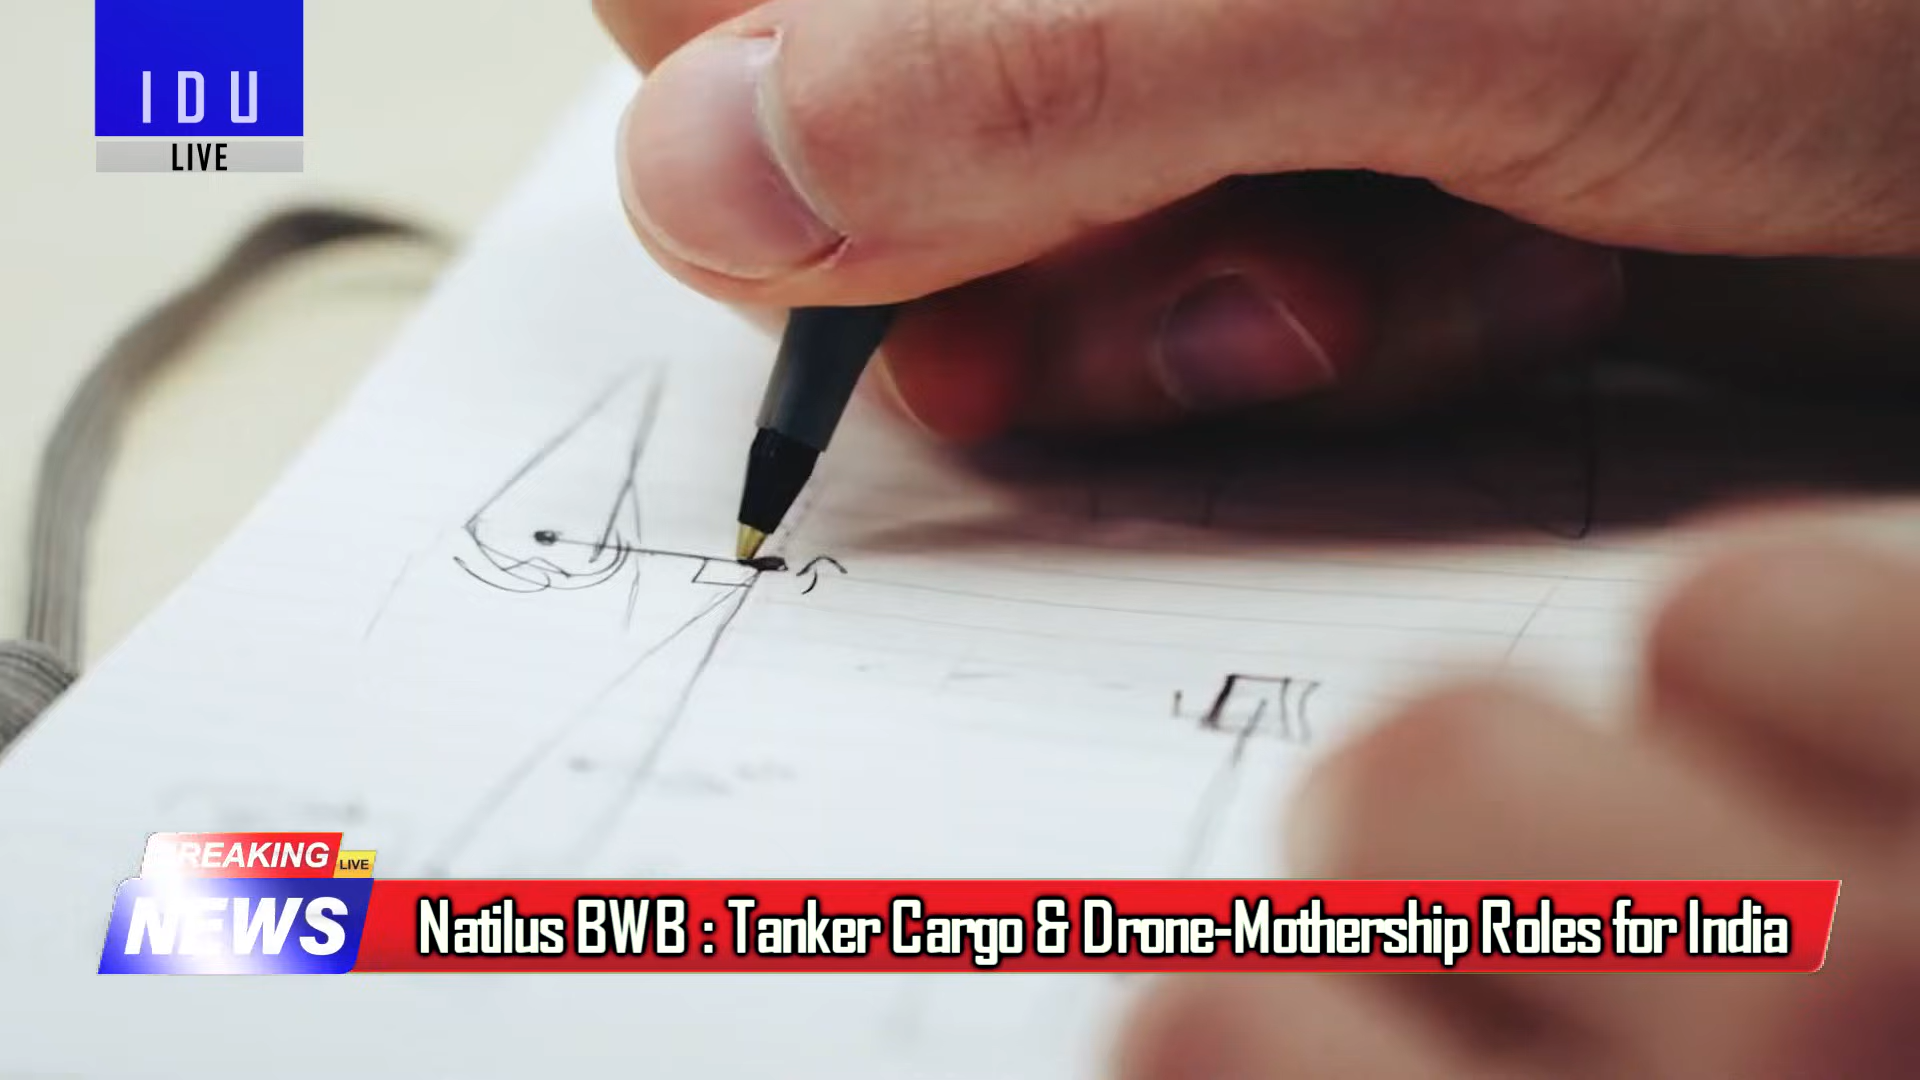 IDU
LIVE
BREAKING
LIVE
NEWS
Natilus BWB : Tanker Cargo & Drone-Mothership Roles for India